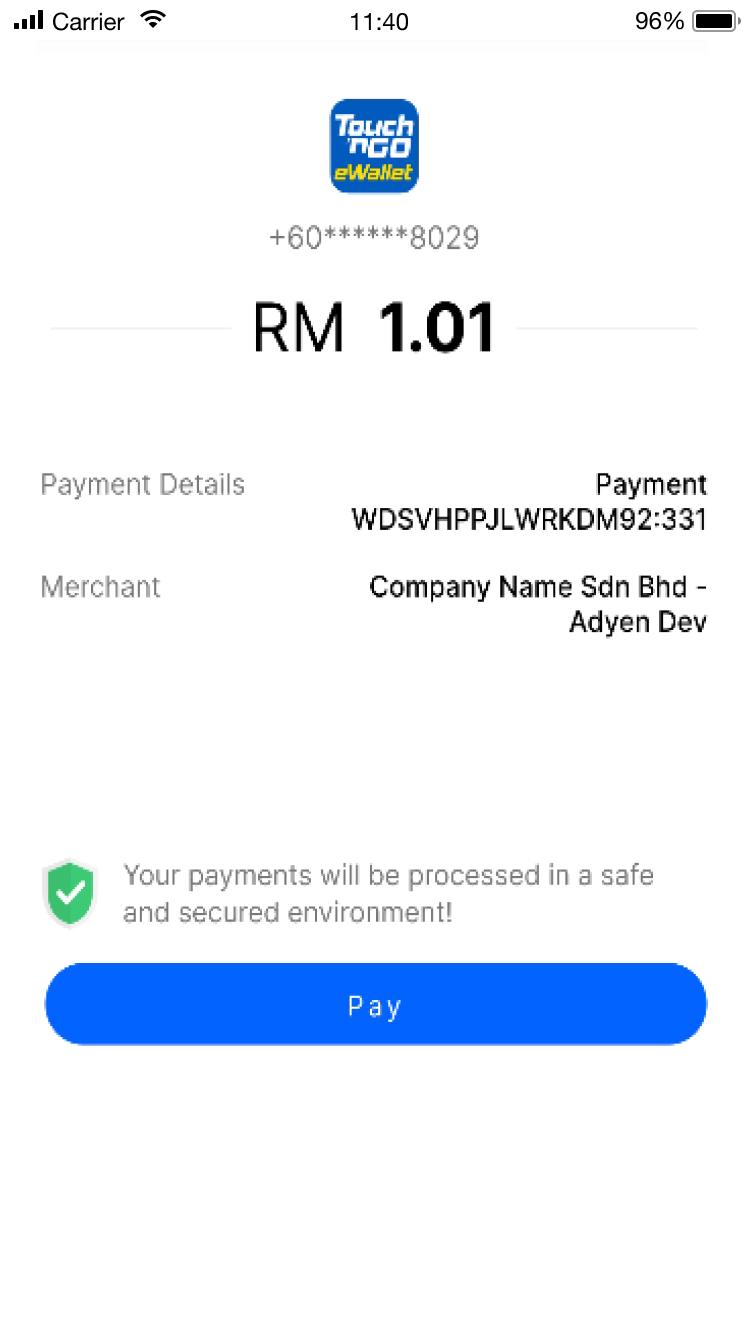 Carrier 11:40 96%
Touch
'nGO
eWallet
+60******8029
RM 1.01
Payment Details Payment
WDSVHPPJLWRKDM92:331
Merchant Company Name Sdn Bhd -
Adyen Dev
Your payments will be processed in a safe
and secured environment!
Pay